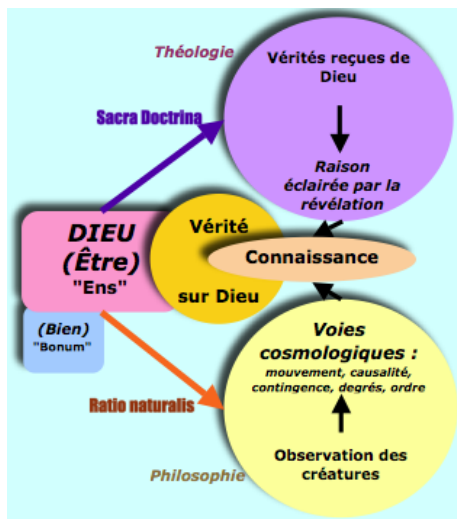 Théologie
Vérités reçues de
Dieu
Sacra Doctrina
Raison
éclairée par la
révélation
DIEU
(Être)
"Ens"
Vérité
sur Dieu
Connaissance
(Bien)
"Bonum"
Voies
cosmologiques :
mouvement, causalité,
contingence, degrés, ordre
Ratio naturalis
Observation des
créatures
Philosophie